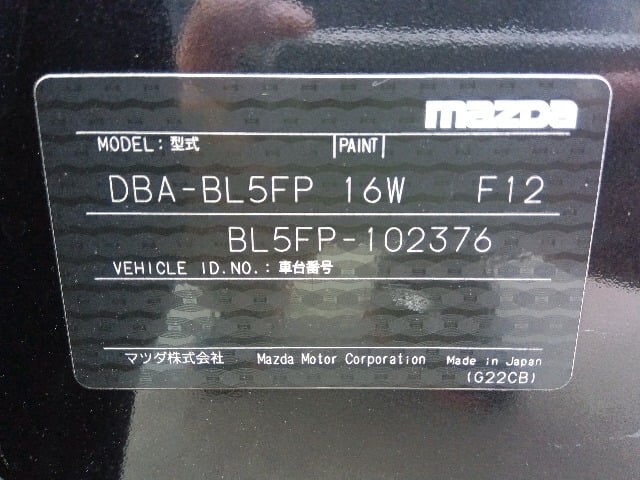 mazDa
MODEL: 型式 |PAINT|
DBA-BL5FP 16W F12
BL5FP-102376
VEHICLE ID.NO.: 車台番号
マツダ株式会社 Mazda Motor Corporation Made in Japan
(G22CB)